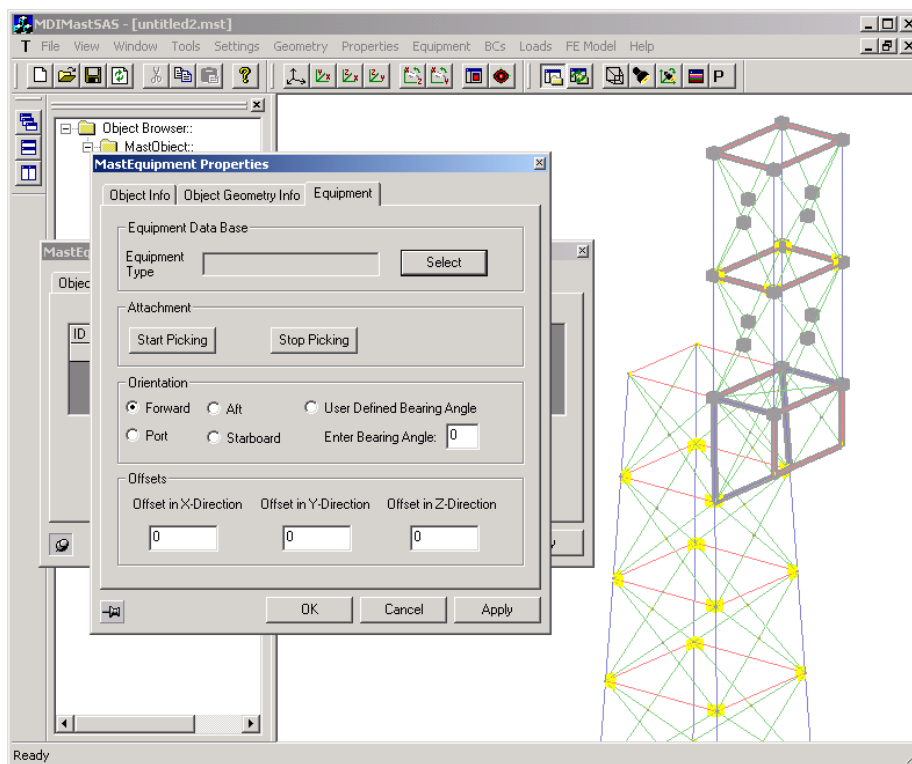 MDIMastSAS - [untitled2.mst]
T File View Window Tools Settings Geometry Properties Equipment BCs Loads FE Model Help
P
Object Browser::
MastObject::
MastEquipment Properties
Object Info Object Geometry Info Equipment
Equipment Data Base
Equipment
Type
Select
Attachment
Start Picking Stop Picking
ID
Orientation
Forward Aft User Defined Bearing Angle
Port Starboard Enter Bearing Angle: 0
Offsets
Offset in X-Direction Offset in Y-Direction Offset in Z-Direction
0 0 0
OK Cancel Apply
Ready